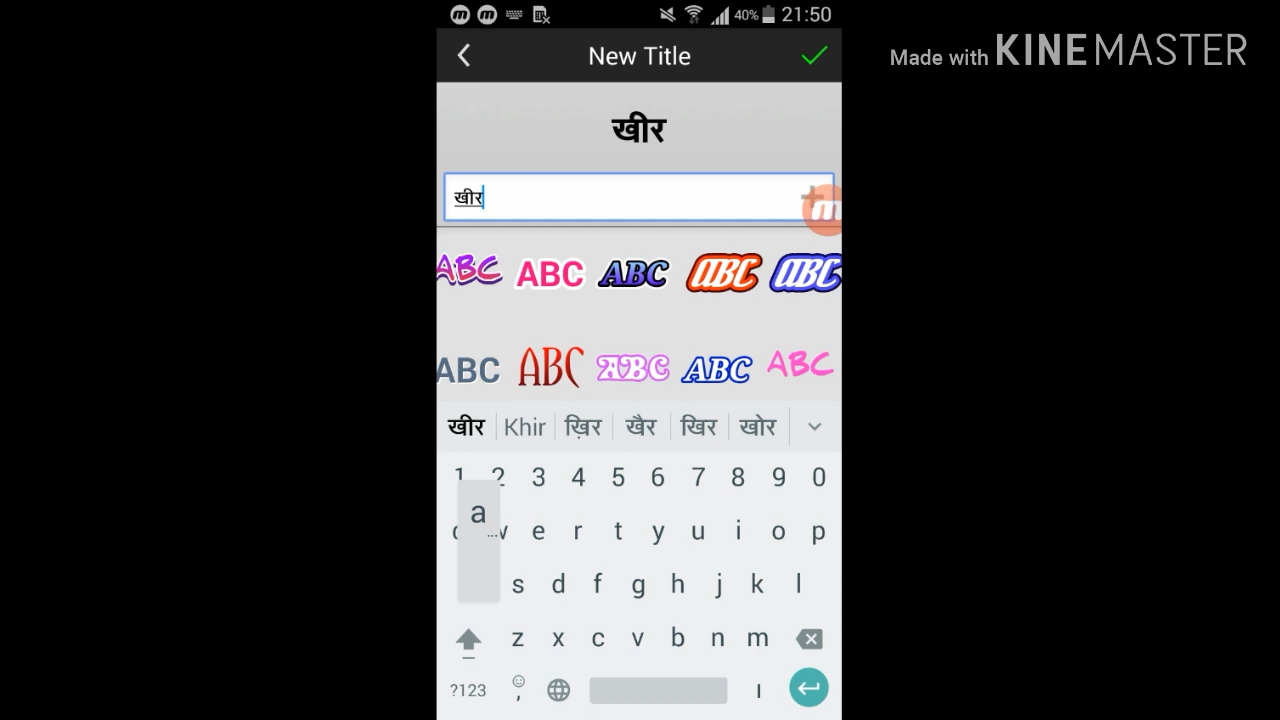 40% 21:50
New Title
Made with KINEMASTER
खीर
खीर
ABC ABC ABC ABC ABC
ABC ABC ABC ABC ABC
खीर Khir ख़िर खैर खिर खोर
1 2 3 4 5 6 7 8 9 0
a
w e r t y u i o p
s d f g h j k l
z x c v b n m
?123 , ।